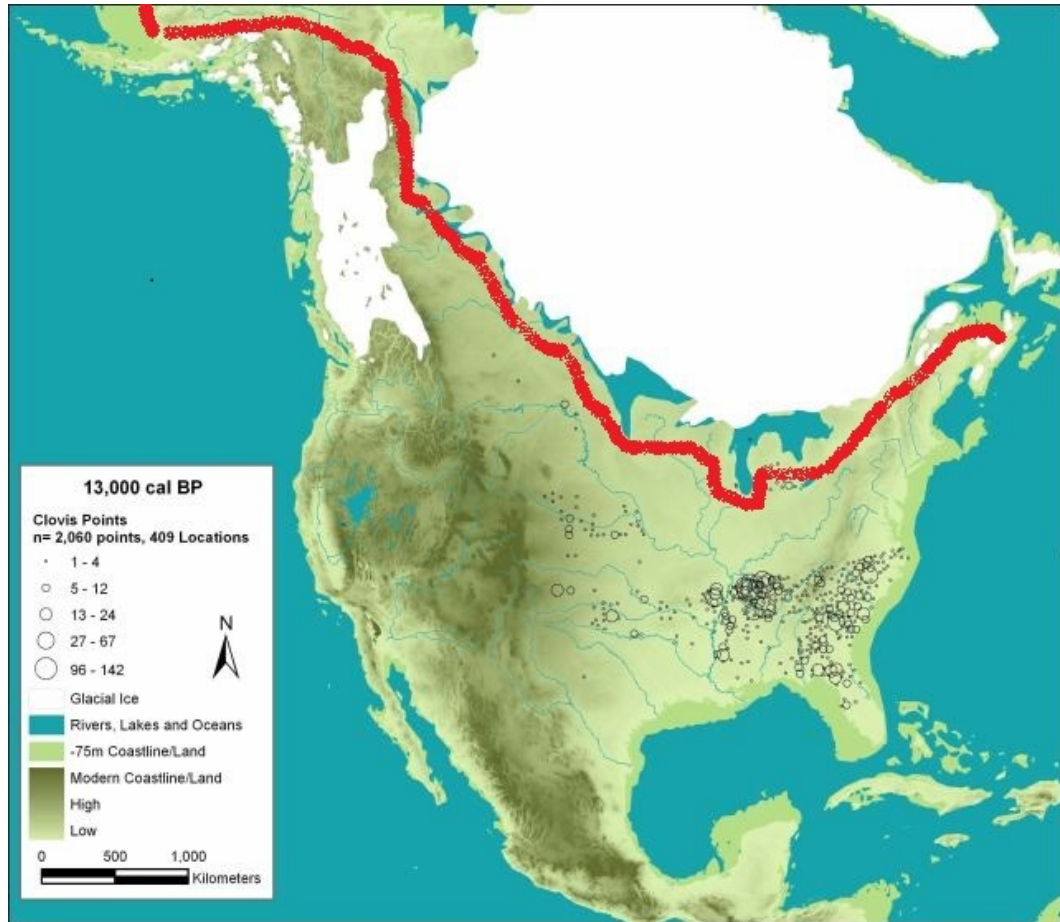 13,000 cal BP
Clovis Points
n= 2,060 points, 409 Locations
1 - 4
5 - 12
13 - 24
27 - 67
96 - 142
N
Glacial Ice
Rivers, Lakes and Oceans
-75m Coastline/Land
Modern Coastline/Land
High
Low
0 500 1,000
Kilometers